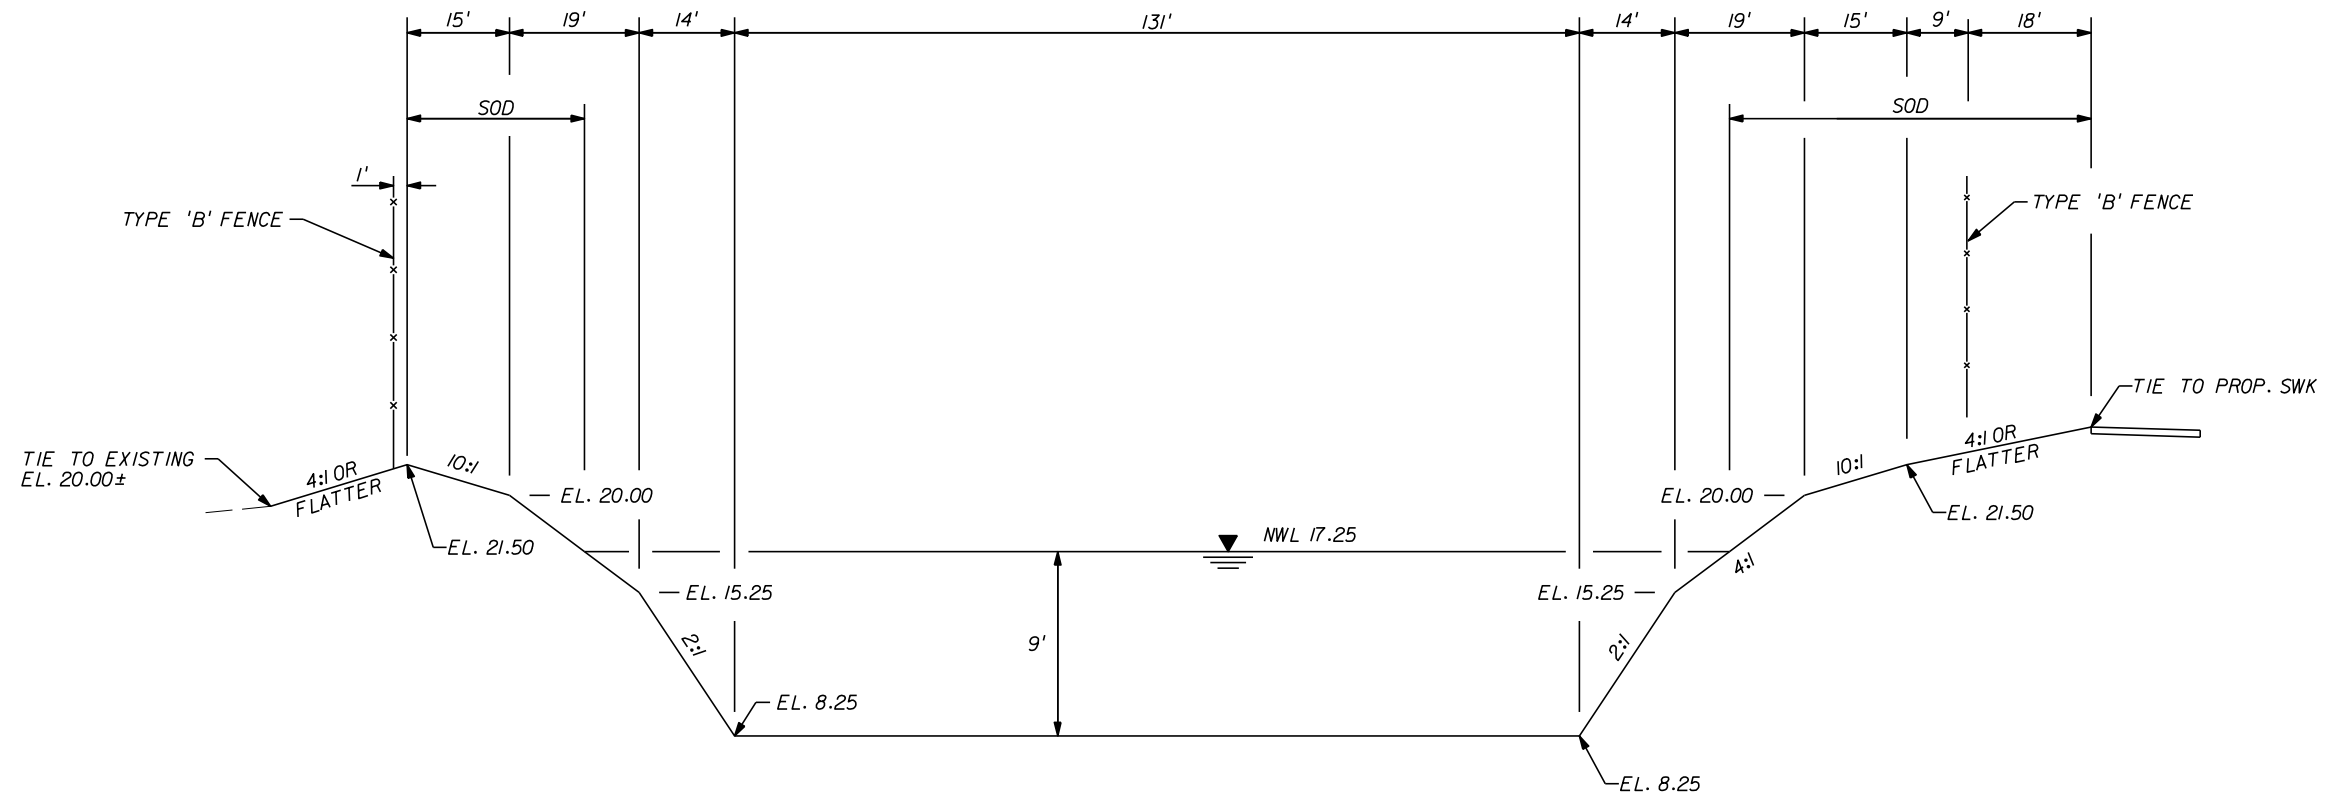 15' 19' 14' 131' 14' 19' 15' 9' 18'
SOD SOD
1'
TYPE 'B' FENCE TYPE 'B' FENCE
TIE TO PROP. SWK
TIE TO EXISTING
EL. 20.00±
4:1 OR
FLATTER
10:1
10:1
4:1 OR
FLATTER
EL. 20.00 EL. 20.00
EL. 21.50
EL. 21.50
NWL 17.25
4:1
EL. 15.25 EL. 15.25
2:1 9' 2:1
EL. 8.25
EL. 8.25